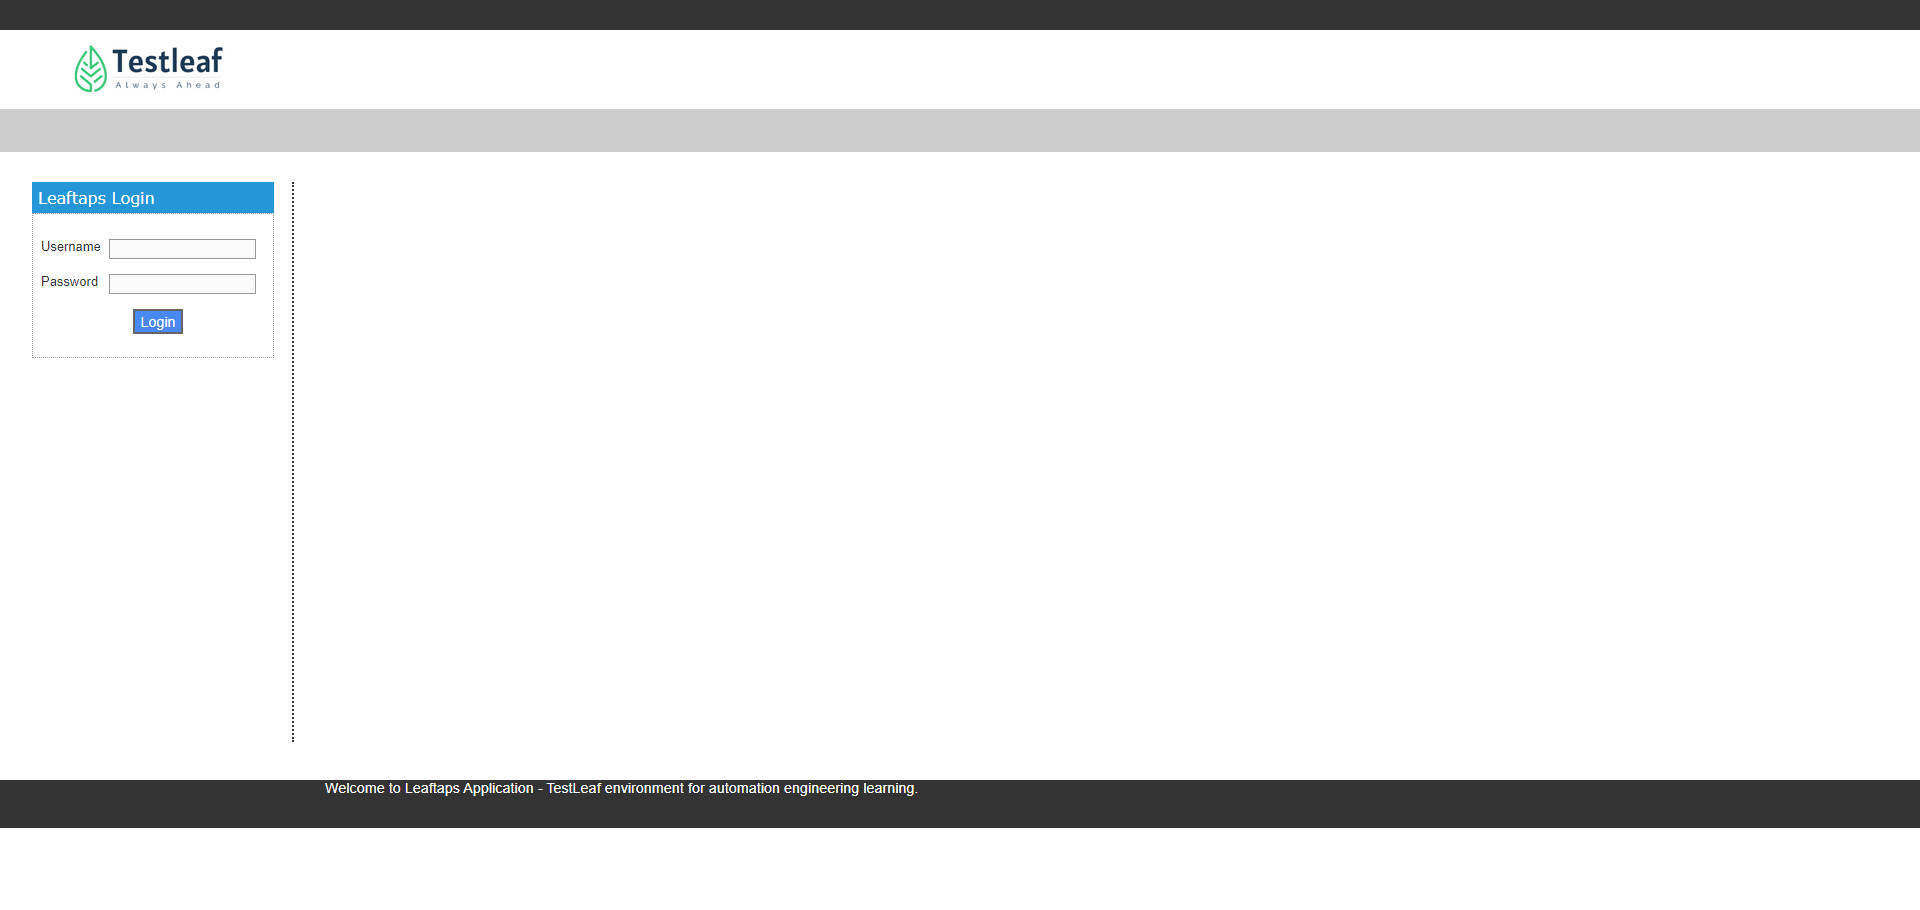 Testleaf
Always Ahead
Leaftaps Login
Username
Password
Login
Welcome to Leaftaps Application - TestLeaf environment for automation engineering learning.